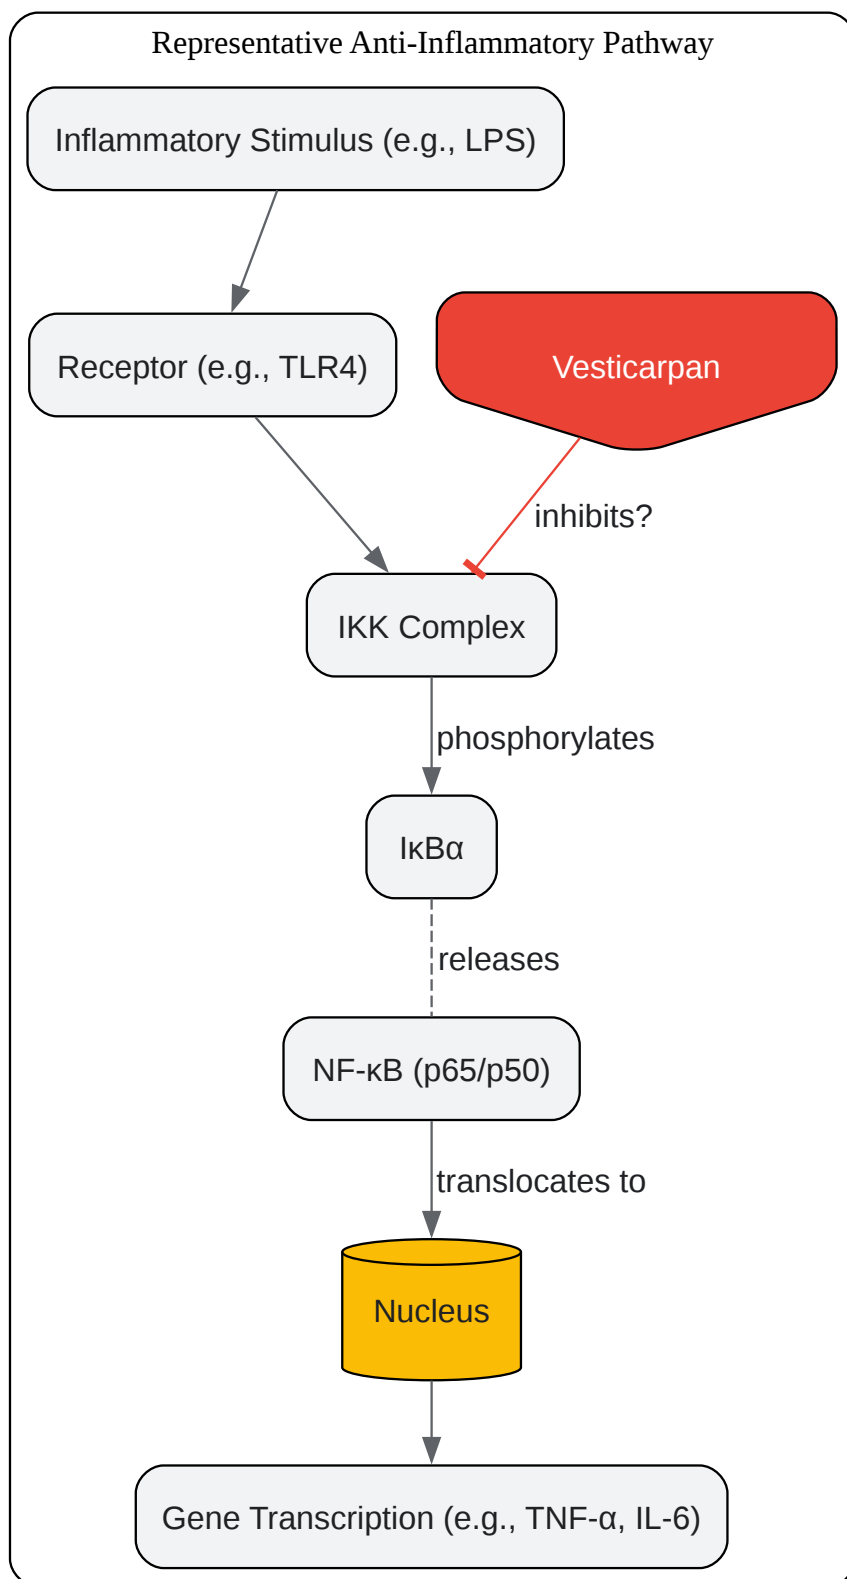 Representative Anti-Inflammatory Pathway
Inflammatory Stimulus (e.g., LPS)
Receptor (e.g., TLR4)
Vesticarpan
inhibits?
IKK Complex
phosphorylates
IκBα
releases
NF-κB (p65/p50)
translocates to
Nucleus
Gene Transcription (e.g., TNF-α, IL-6)